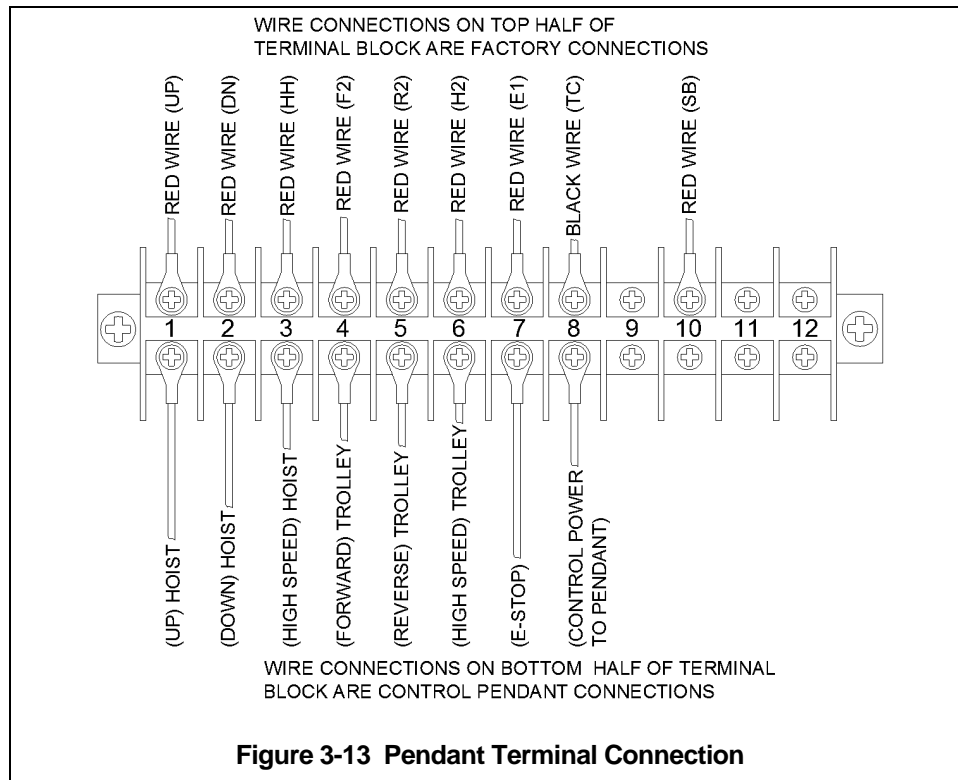 WIRE CONNECTIONS ON TOP HALF OF
TERMINAL BLOCK ARE FACTORY CONNECTIONS
RED WIRE (UP)
RED WIRE (DN)
RED WIRE (HH)
RED WIRE (F2)
RED WIRE (R2)
RED WIRE (H2)
RED WIRE (E1)
BLACK WIRE (TC)
RED WIRE (SB)
1 2 3 4 5 6 7 8 9 10 11 12
(UP) HOIST
(DOWN) HOIST
(HIGH SPEED) HOIST
(FORWARD) TROLLEY
(REVERSE) TROLLEY
(HIGH SPEED) TROLLEY
(E-STOP)
(CONTROL POWER
TO PENDANT)
WIRE CONNECTIONS ON BOTTOM HALF OF TERMINAL
BLOCK ARE CONTROL PENDANT CONNECTIONS
Figure 3-13 Pendant Terminal Connection